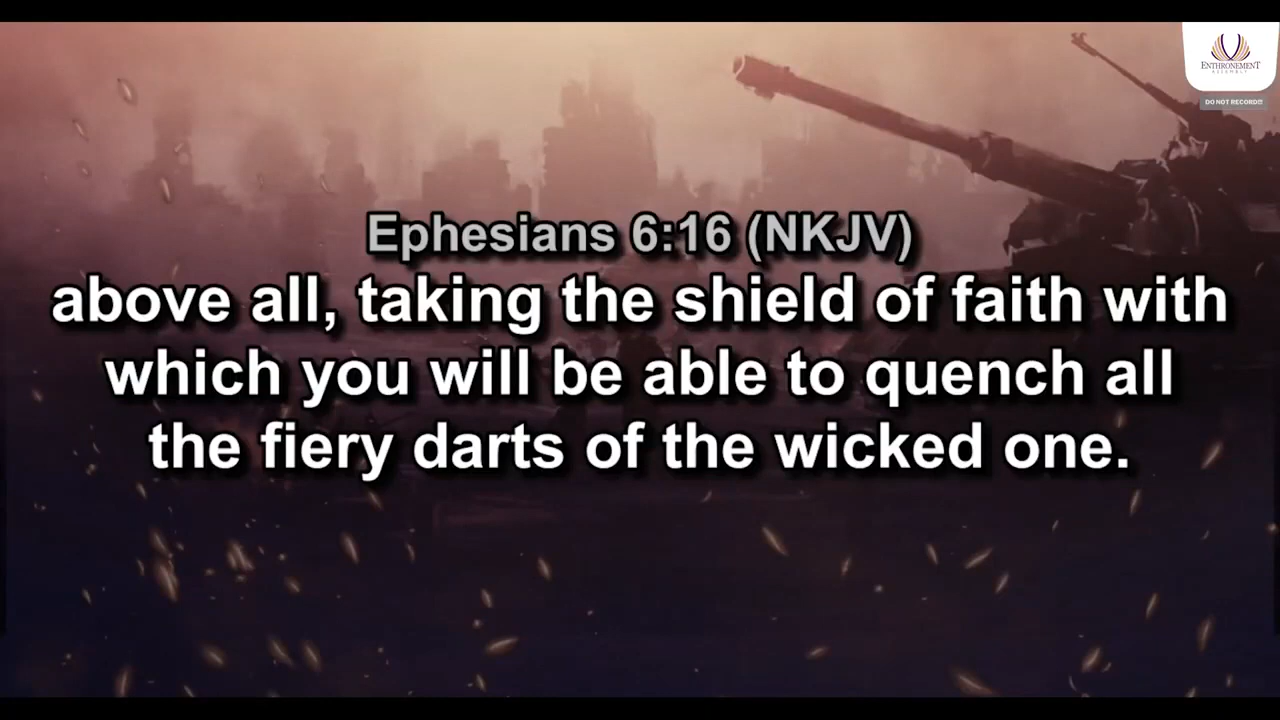 ENTHRONEMENT
ASSEMBLY
DO NOT RECORD!!!
Ephesians 6:16 (NKJV)
above all, taking the shield of faith with
which you will be able to quench all
the fiery darts of the wicked one.